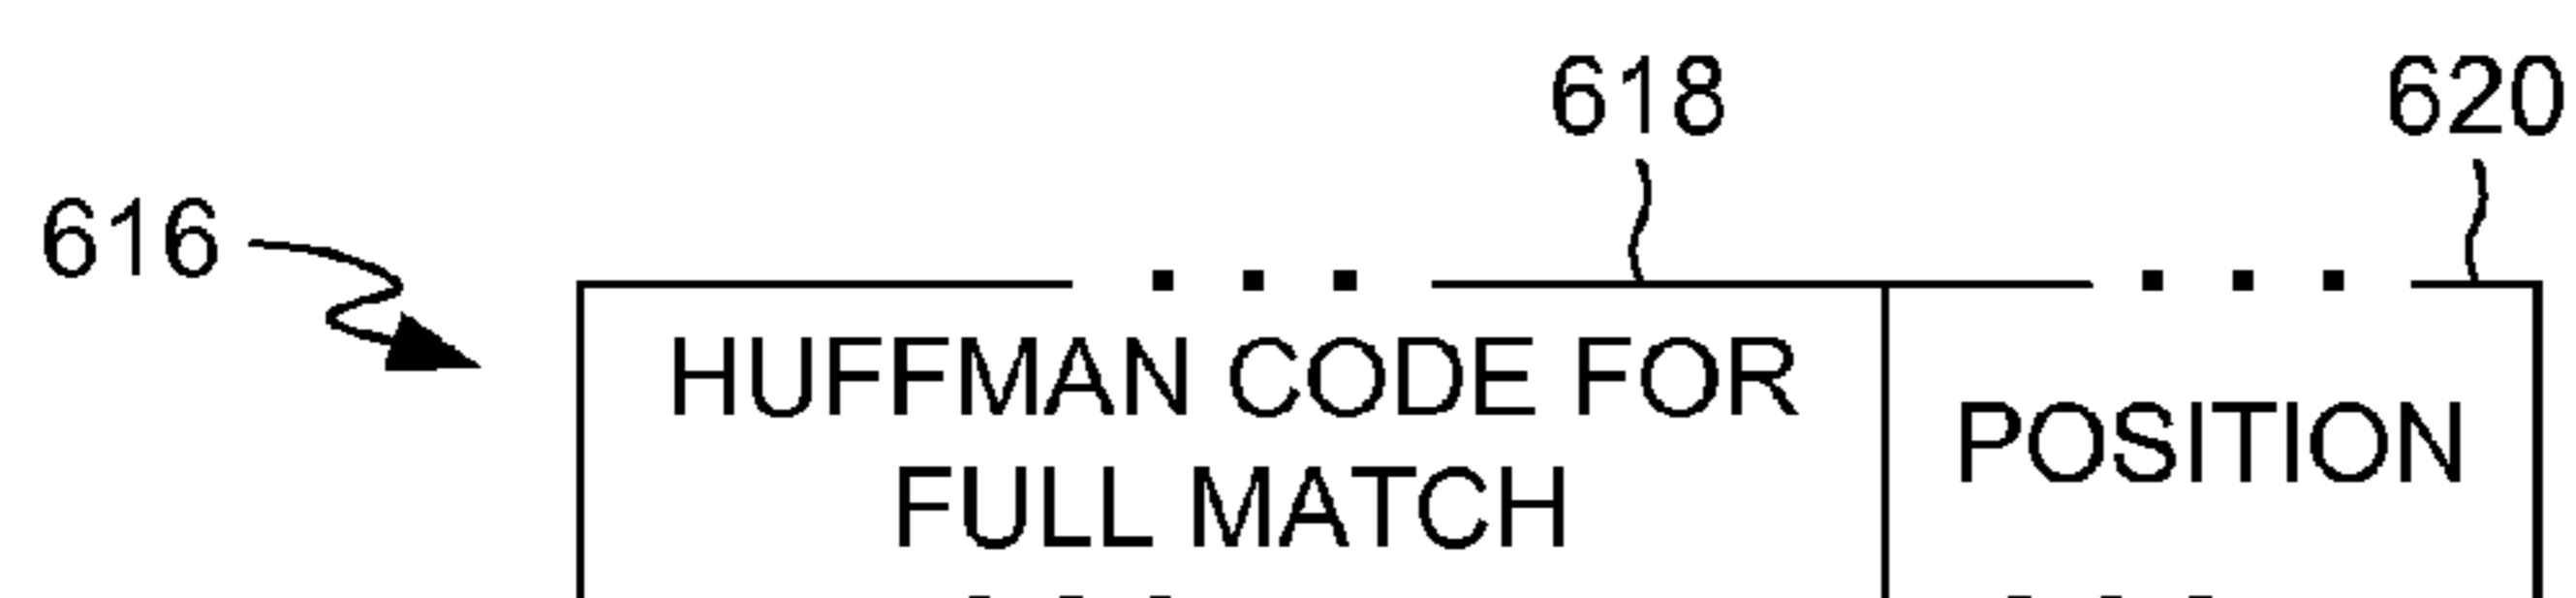 618
620
616
HUFFMAN CODE FOR
FULL MATCH
POSITION